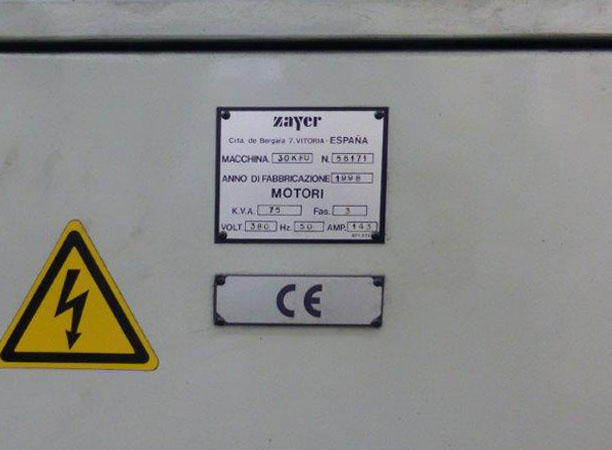 zayer
Crta. de Bergara 7. VITORIA - ESPAÑA
MACCHINA 30KFU N. 56171
ANNO DI FABBRICAZIONE 1998
MOTORI
K.V.A. 75 Fas. 3
VOLT. 380 Hz. 50 AMP. 143
CE